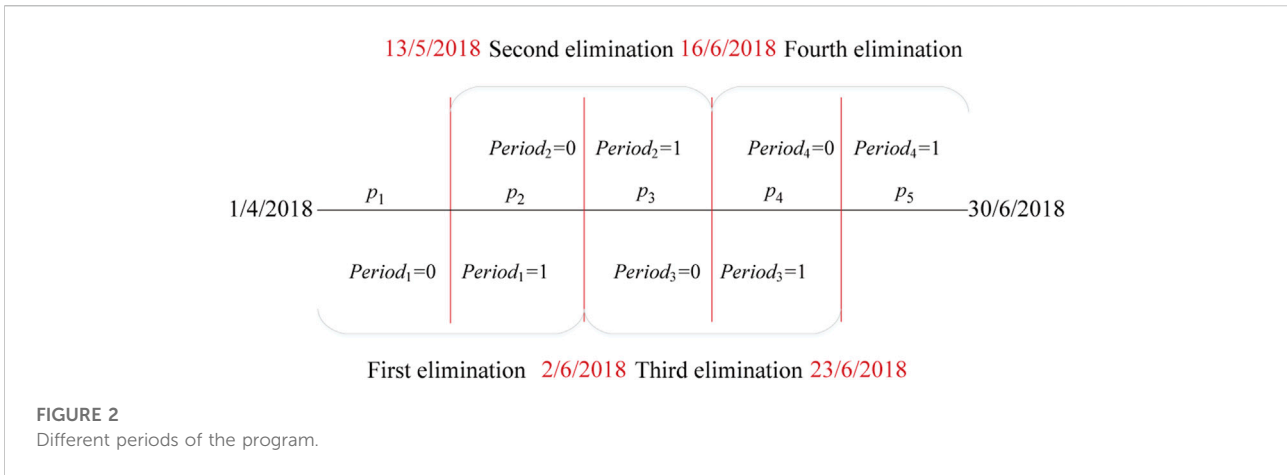 13/5/2018 Second elimination 16/6/2018 Fourth elimination
Period₂=0 Period₂=1 Period₄=0 Period₄=1
p₁ p₂ p₃ p₄ p₅
1/4/2018 30/6/2018
Period₁=0 Period₁=1 Period₃=0 Period₃=1
First elimination 2/6/2018 Third elimination 23/6/2018
FIGURE 2
Different periods of the program.